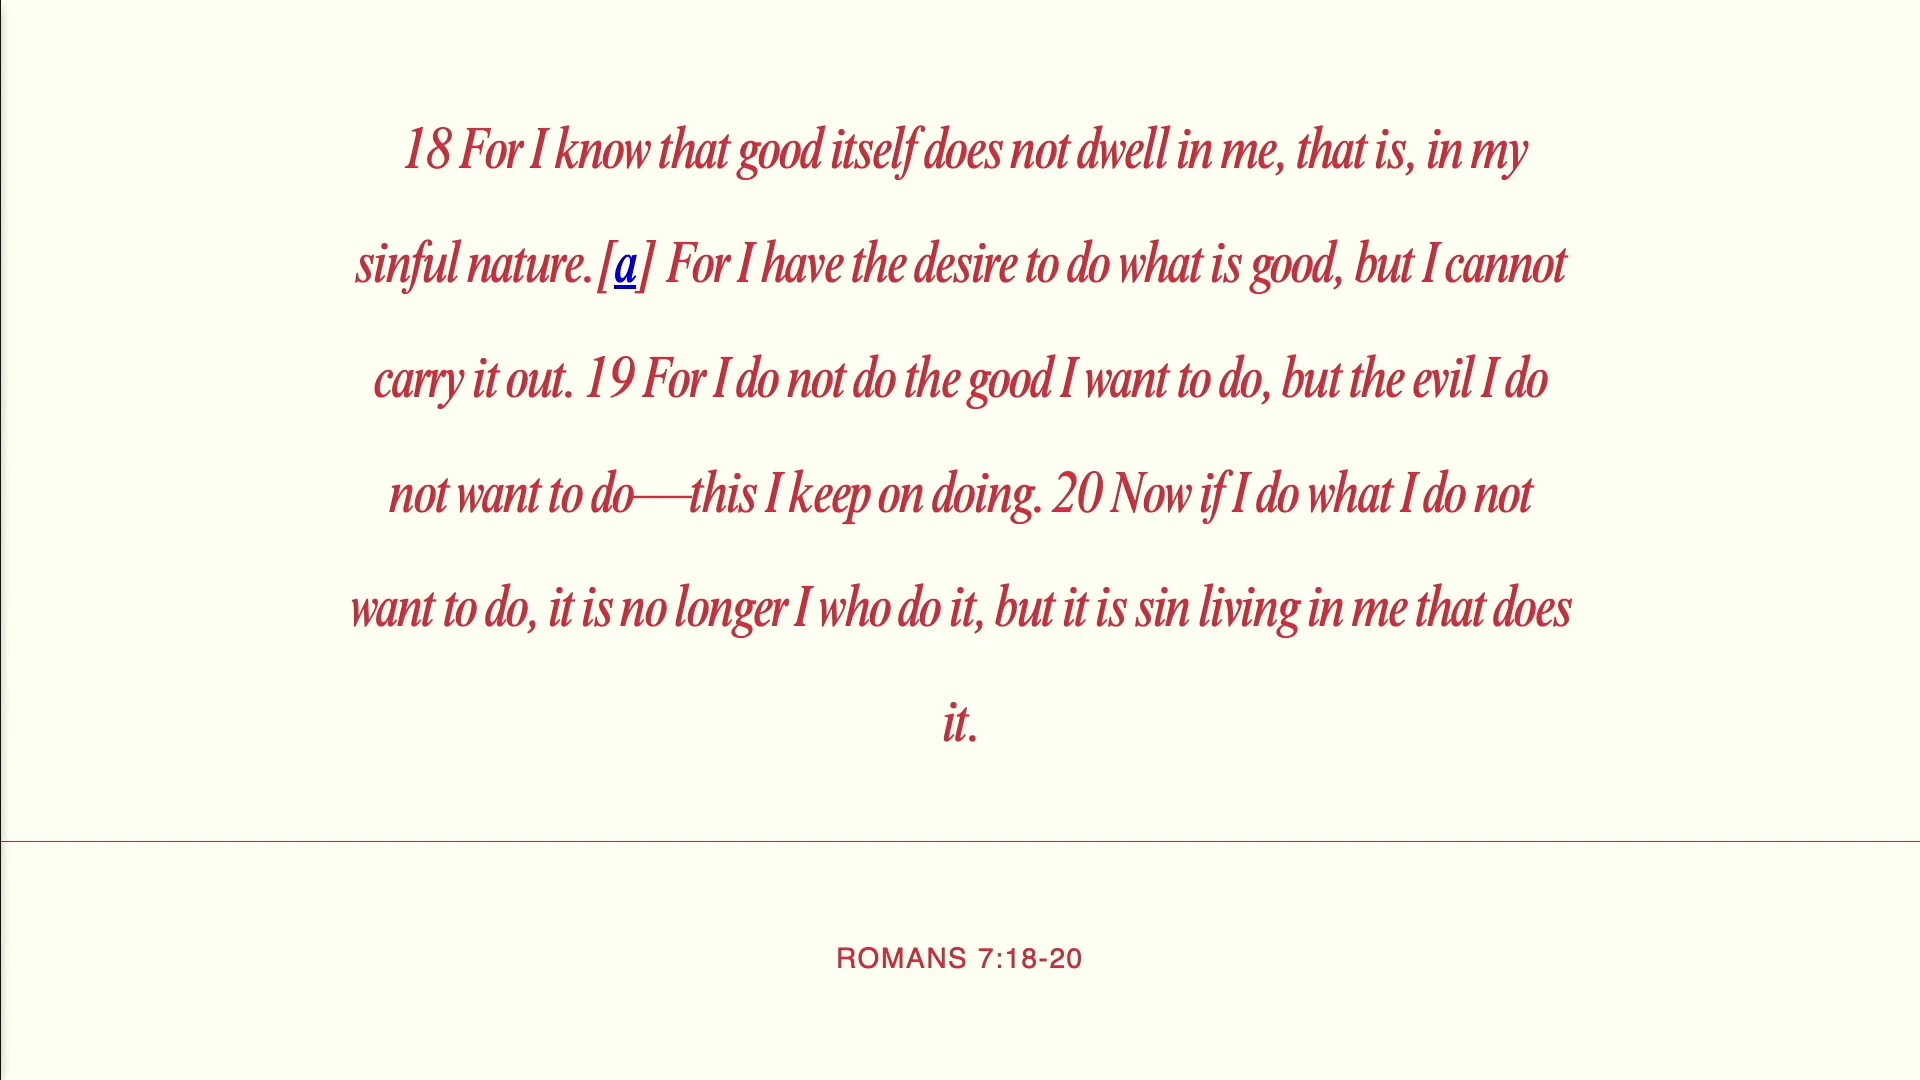 18 For I know that good itself does not dwell in me, that is, in my
sinful nature.[a] For I have the desire to do what is good, but I cannot
carry it out. 19 For I do not do the good I want to do, but the evil I do
not want to do—this I keep on doing. 20 Now if I do what I do not
want to do, it is no longer I who do it, but it is sin living in me that does
it.
ROMANS 7:18-20